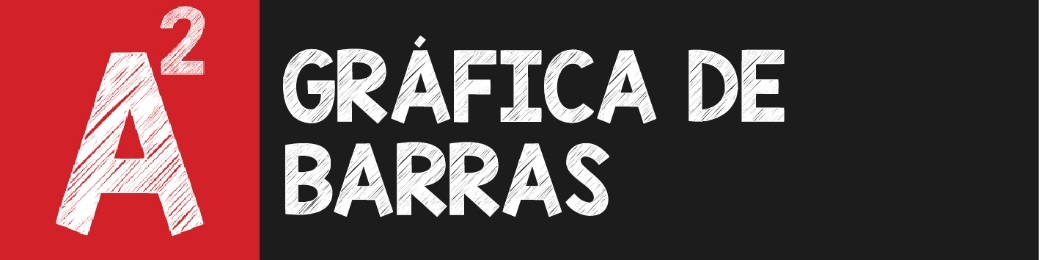 A²
GRÁFICA DE
BARRAS